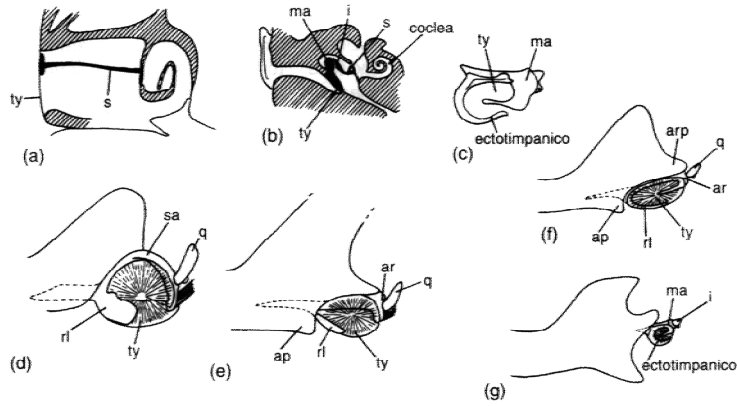 ty
s
(a)
ma
i
s
coclea
ty
(b)
ty
ma
ectotimpanico
(c)
arp
q
ar
ap
rl
ty
(f)
sa
q
rl
ty
(d)
ar
q
ap
rl
ty
(e)
ma
i
ectotimpanico
(g)